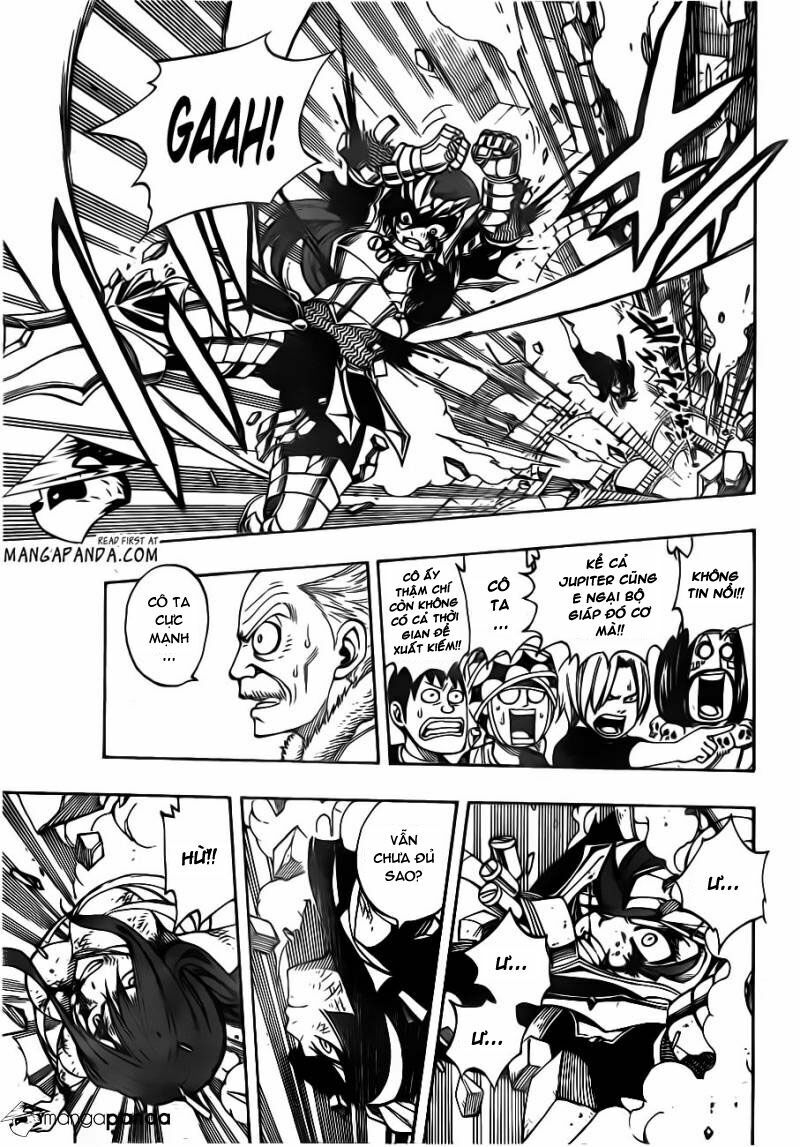 GAAH!
READ FIRST AT
MANGAPANDA.COM
KHÔNG
TIN NỔI!!
KỂ CẢ
JUPITER CŨNG
E NGẠI BỘ
GIÁP ĐÓ CƠ
MÀ!!
CÔ
TA
...
CÔ ẤY
THẬM CHÍ
CÒN KHÔNG
CÓ CẢ THỜI
GIAN ĐỂ
XUẤT KIẾM!!
CÔ TA
CỰC
MẠNH
...
Ư...
Ư...
Ư...
VẪN
CHƯA ĐỦ
SAO?
HỪ!!
mangapanda